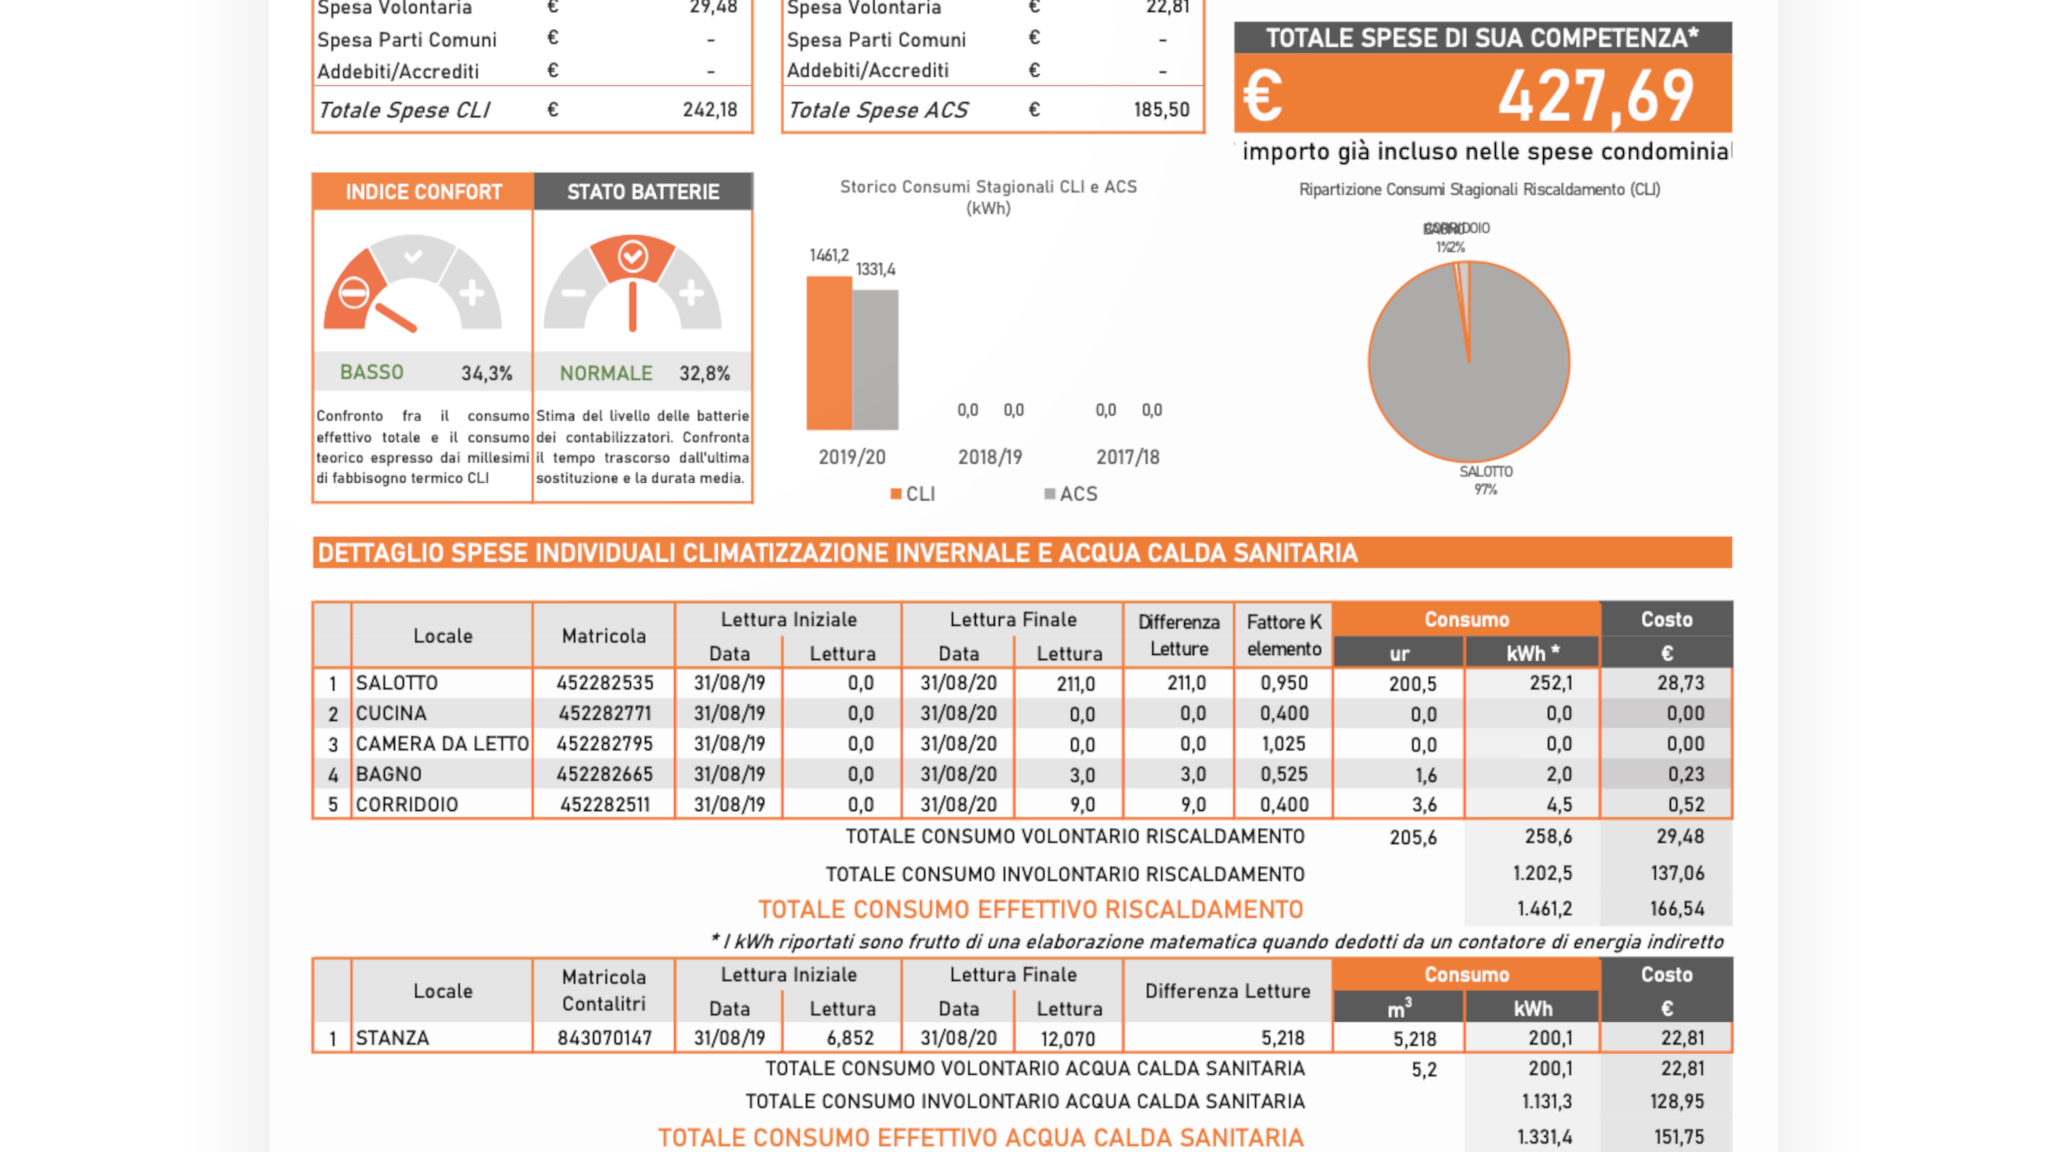 Spesa Volontaria € 29,48
Spesa Parti Comuni € -
Addebiti/Accrediti € -
Totale Spese CLI € 242,18
Spesa Volontaria € 22,81
Spesa Parti Comuni € -
Addebiti/Accrediti € -
Totale Spese ACS € 185,50
TOTALE SPESE DI SUA COMPETENZA*
€ 427,69
importo già incluso nelle spese condominial
INDICE CONFORT
BASSO 34,3%
Confronto fra il consumo
effettivo totale e il consumo
teorico espresso dai millesimi
di fabbisogno termico CLI
STATO BATTERIE
NORMALE 32,8%
Stima del livello delle batterie
dei contabilizzatori. Confronta
il tempo trascorso dall'ultima
sostituzione e la durata media.
Storico Consumi Stagionali CLI e ACS
(kWh)
1461,2
1331,4
0,0 0,0 0,0 0,0
2019/20 2018/19 2017/18
CLI ACS
Ripartizione Consumi Stagionali Riscaldamento (CLI)
BAGNO CORRIDOIO
1% 2%
SALOTTO
97%
DETTAGLIO SPESE INDIVIDUALI CLIMATIZZAZIONE INVERNALE E ACQUA CALDA SANITARIA
Locale Matricola Lettura Iniziale Lettura Finale Differenza Letture Fattore K elemento Consumo Costo
Data Lettura Data Lettura ur kWh * €
1 SALOTTO 452282535 31/08/19 0,0 31/08/20 211,0 211,0 0,950 200,5 252,1 28,73
2 CUCINA 452282771 31/08/19 0,0 31/08/20 0,0 0,0 0,400 0,0 0,0 0,00
3 CAMERA DA LETTO 452282795 31/08/19 0,0 31/08/20 0,0 0,0 1,025 0,0 0,0 0,00
4 BAGNO 452282665 31/08/19 0,0 31/08/20 3,0 3,0 0,525 1,6 2,0 0,23
5 CORRIDOIO 452282511 31/08/19 0,0 31/08/20 9,0 9,0 0,400 3,6 4,5 0,52
TOTALE CONSUMO VOLONTARIO RISCALDAMENTO 205,6 258,6 29,48
TOTALE CONSUMO INVOLONTARIO RISCALDAMENTO 1.202,5 137,06
TOTALE CONSUMO EFFETTIVO RISCALDAMENTO 1.461,2 166,54
* I kWh riportati sono frutto di una elaborazione matematica quando dedotti da un contatore di energia indiretto
Locale Matricola Contalitri Lettura Iniziale Lettura Finale Differenza Letture Consumo Costo
Data Lettura Data Lettura m³ kWh €
1 STANZA 843070147 31/08/19 6,852 31/08/20 12,070 5,218 5,218 200,1 22,81
TOTALE CONSUMO VOLONTARIO ACQUA CALDA SANITARIA 5,2 200,1 22,81
TOTALE CONSUMO INVOLONTARIO ACQUA CALDA SANITARIA 1.131,3 128,95
TOTALE CONSUMO EFFETTIVO ACQUA CALDA SANITARIA 1.331,4 151,75